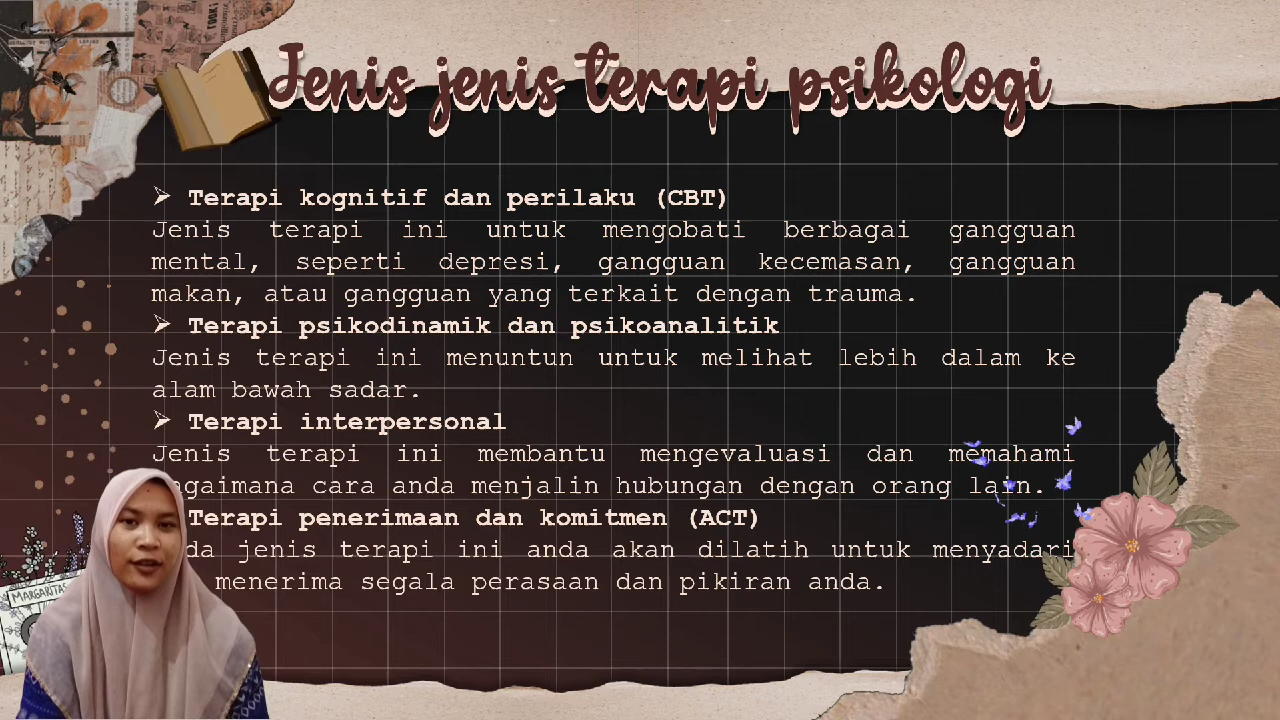 Jenis jenis terapi psikologi
➢ Terapi kognitif dan perilaku (CBT)
Jenis terapi ini untuk mengobati berbagai gangguan
mental, seperti depresi, gangguan kecemasan, gangguan
makan, atau gangguan yang terkait dengan trauma.
➢ Terapi psikodinamik dan psikoanalitik
Jenis terapi ini menuntun untuk melihat lebih dalam ke
alam bawah sadar.
➢ Terapi interpersonal
Jenis terapi ini membantu mengevaluasi dan memahami
agaimana cara anda menjalin hubungan dengan orang lain.
Terapi penerimaan dan komitmen (ACT)
da jenis terapi ini anda akan dilatih untuk menyadari
menerima segala perasaan dan pikiran anda.